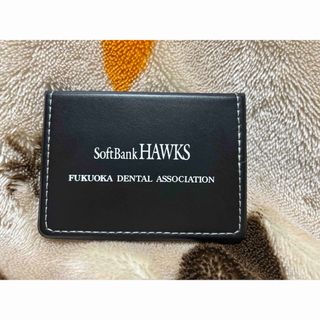 SoftBank HAWKS
FUKUOKA DENTAL ASSOCIATION